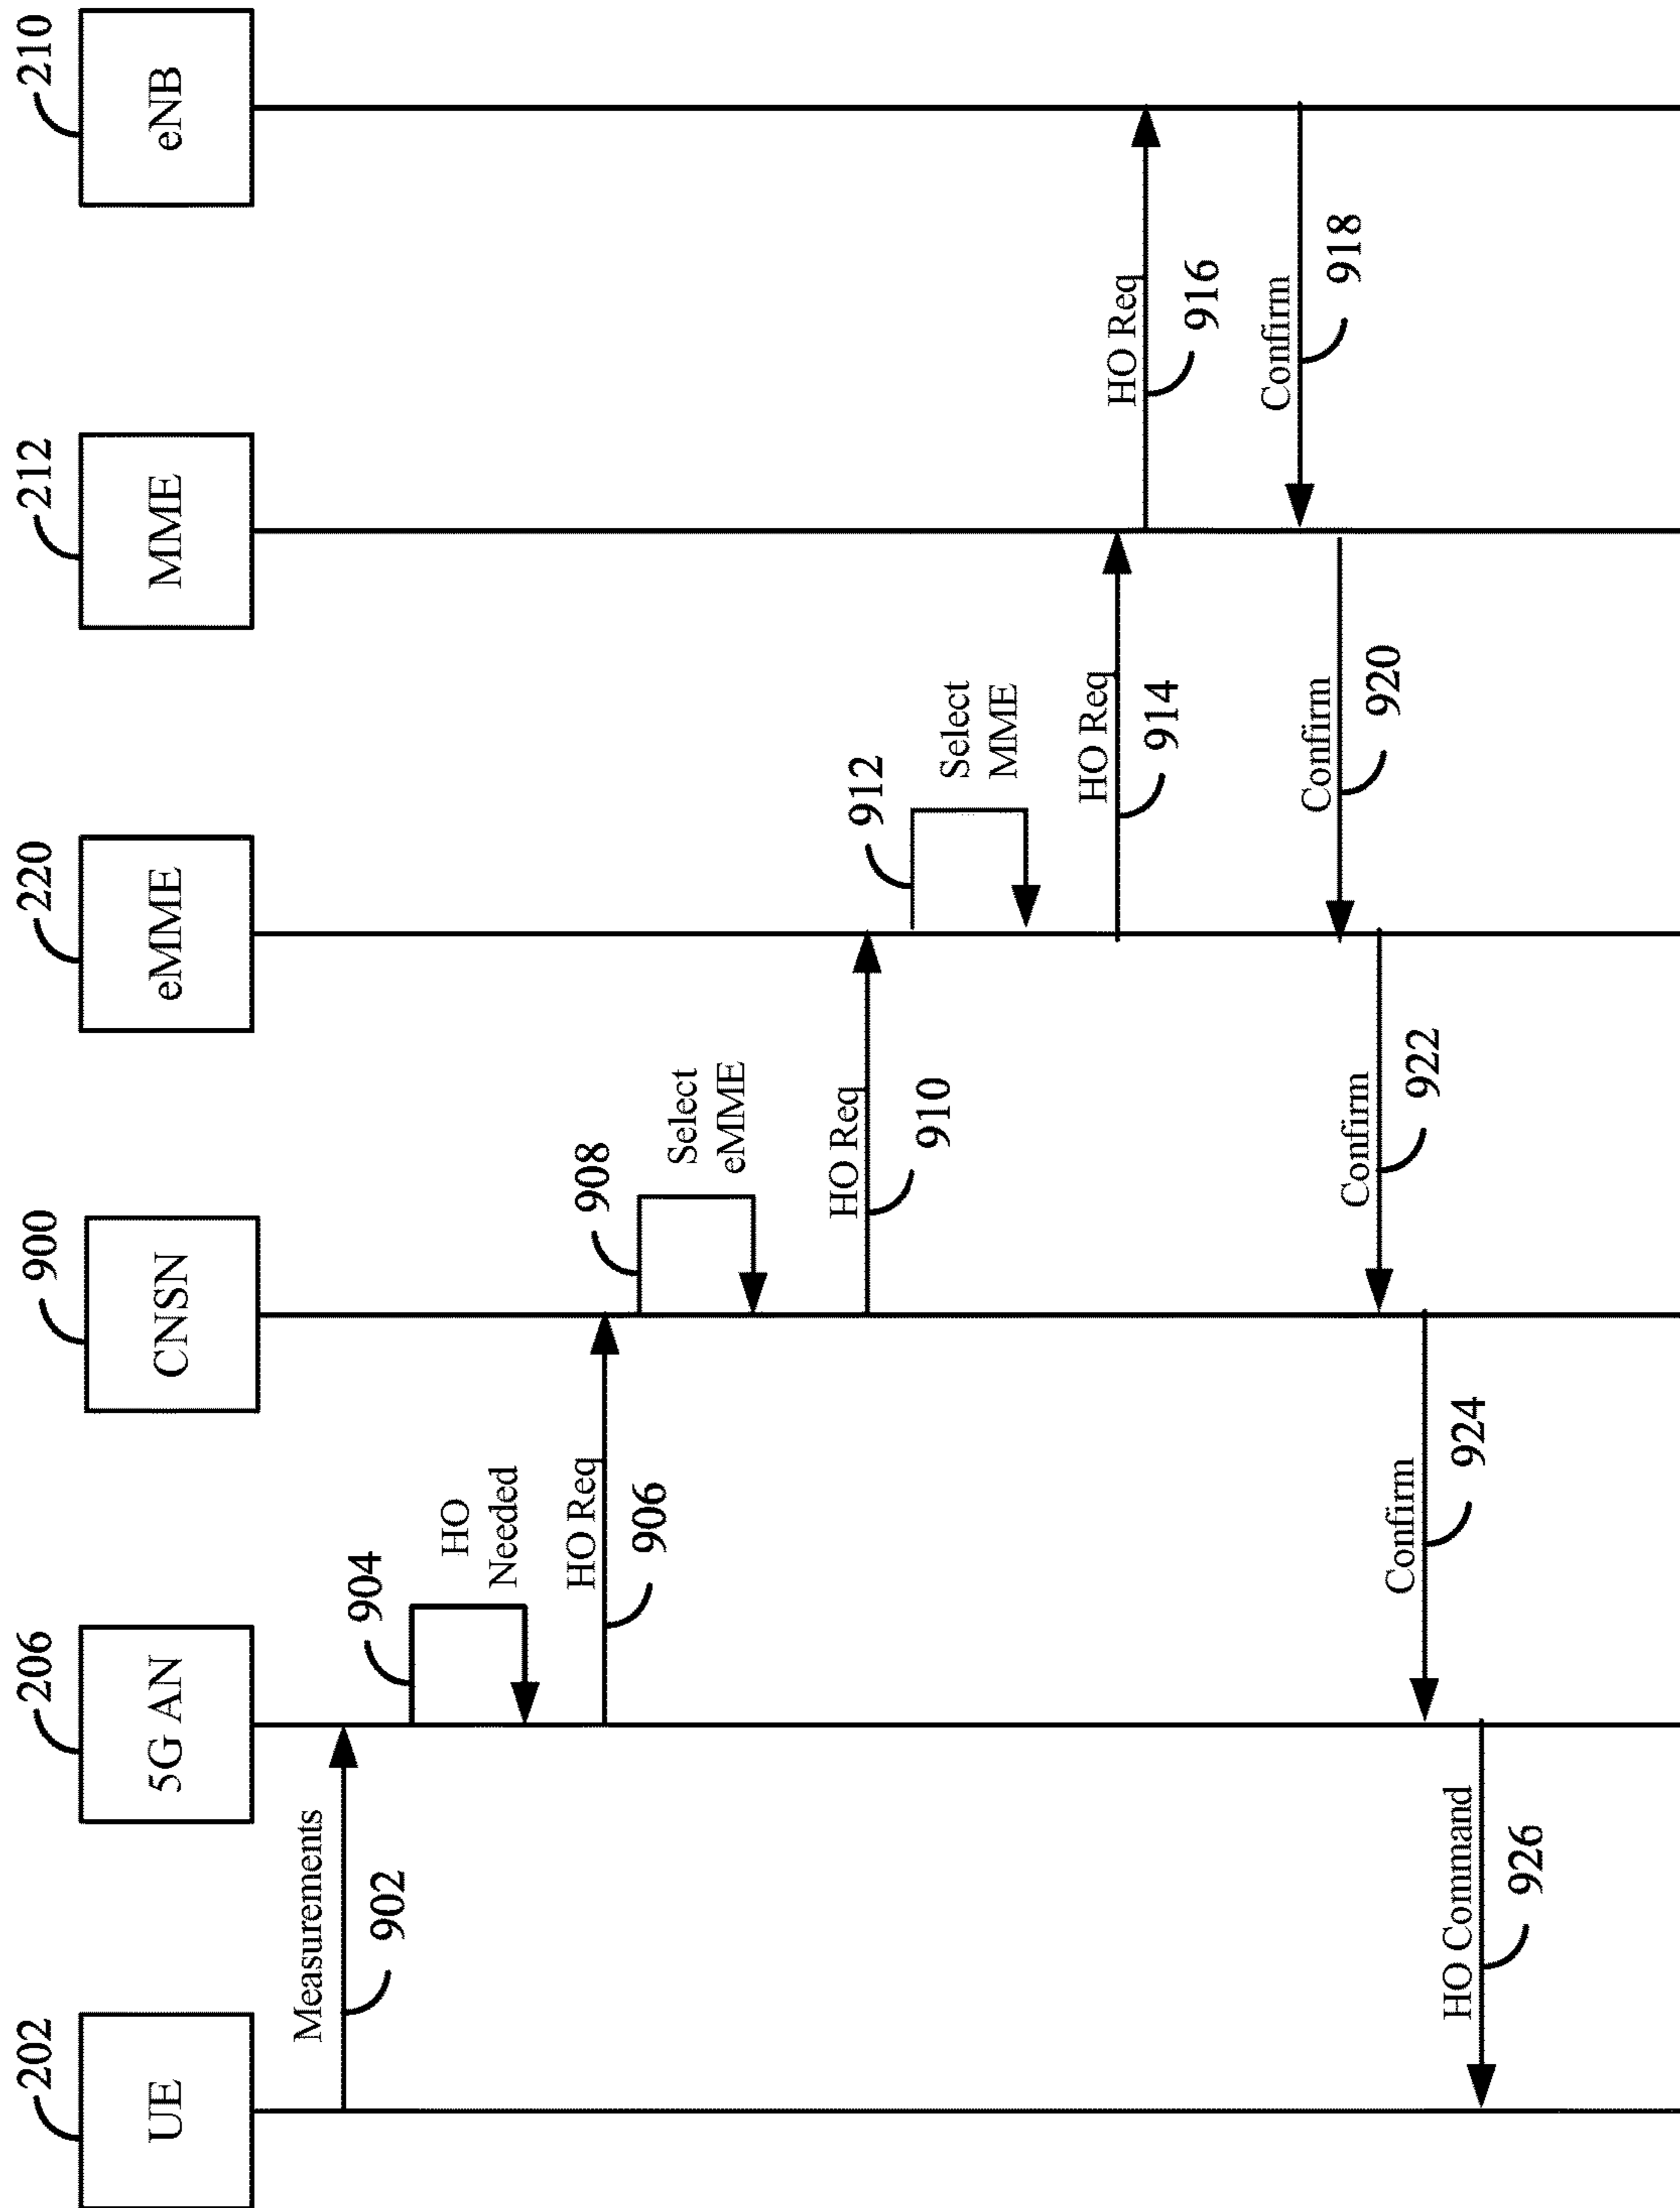 202
206
900
220
212
210
UE
5G AN
CNSN
eMME
MME
eNB
Measurements
902
904
HO
Needed
HO Req
906
908
Select
eMME
HO Req
910
912
Select
MME
HO Req
914
HO Req
916
Confirm
918
Confirm
920
Confirm
922
Confirm
924
HO Command
926